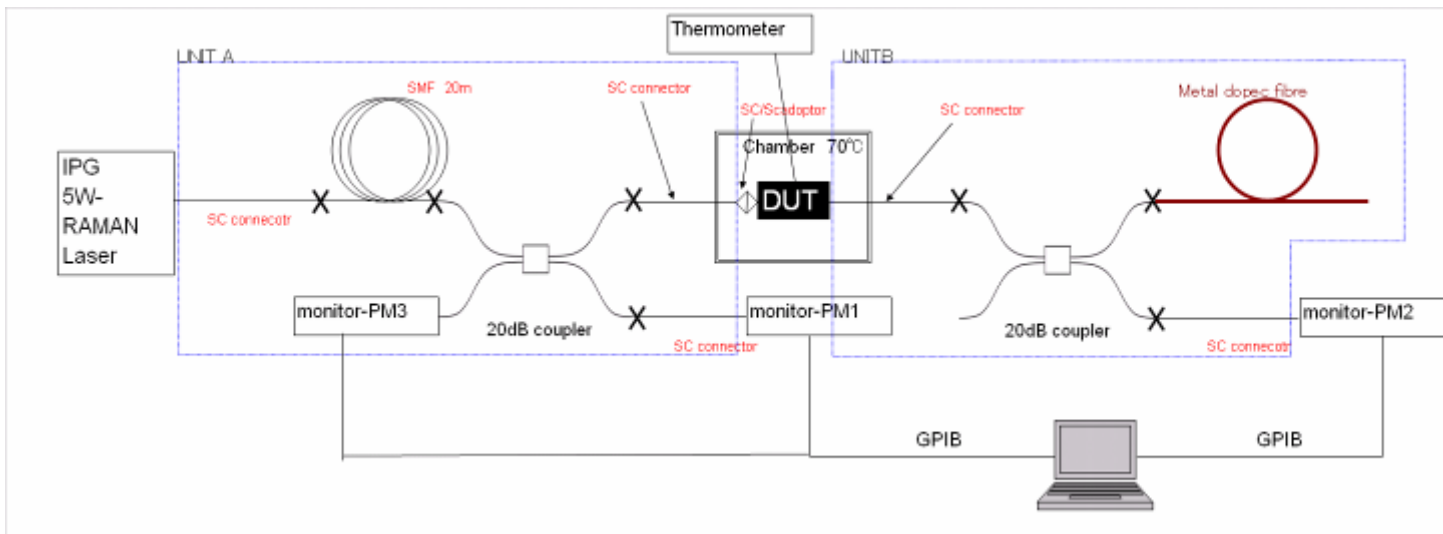 Thermometer
UNIT A
UNITB
SMF 20m
SC connector
SC/Scadoptor
SC connector
Metal dopec fibre
Chamber 70℃
IPG
5W-
RAMAN
Laser
DUT
SC connecotr
monitor-PM3
20dB coupler
monitor-PM1
SC connector
20dB coupler
monitor-PM2
SC connecotr
GPIB
GPIB